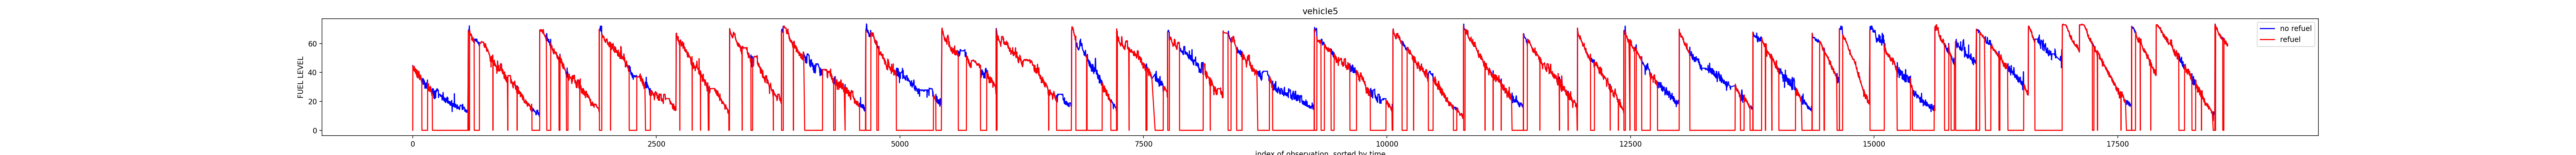 vehicle5
FUEL LEVEL
60
40
20
0
no refuel
refuel
0 2500 5000 7500 10000 12500 15000 17500
index of observation, sorted by time